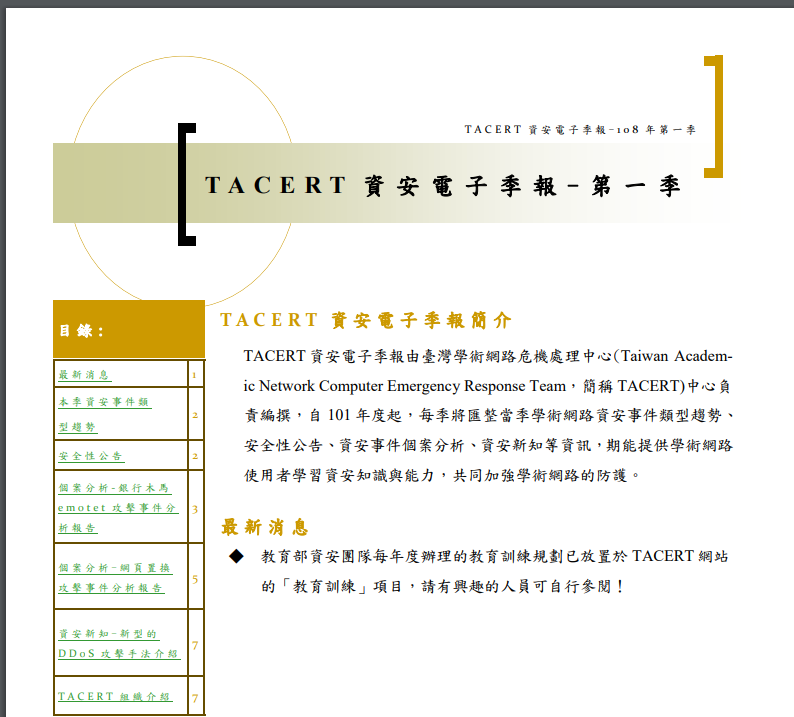 TACERT 資安電子季報-108 年第一季
TACERT 資安電子季報-第一季
目錄：
最新消息 1
本季資安事件類
型趨勢 2
安全性公告 2
個案分析-銀行木馬
emotet 攻擊事件分
析報告 3
個案分析-網頁置換
攻擊事件分析報告 5
資安新知-新型的
DDoS 攻擊手法介紹 7
TACERT 組織介紹 7
TACERT 資安電子季報簡介
TACERT 資安電子季報由臺灣學術網路危機處理中心(Taiwan Academ-
ic Network Computer Emergency Response Team，簡稱 TACERT)中心負
責編撰，自 101 年度起，每季將匯整當季學術網路資安事件類型趨勢、
安全性公告、資安事件個案分析、資安新知等資訊，期能提供學術網路
使用者學習資安知識與能力，共同加強學術網路的防護。
最新消息
◆ 教育部資安團隊每年度辦理的教育訓練規劃已放置於 TACERT 網站
的「教育訓練」項目，請有興趣的人員可自行參閱！